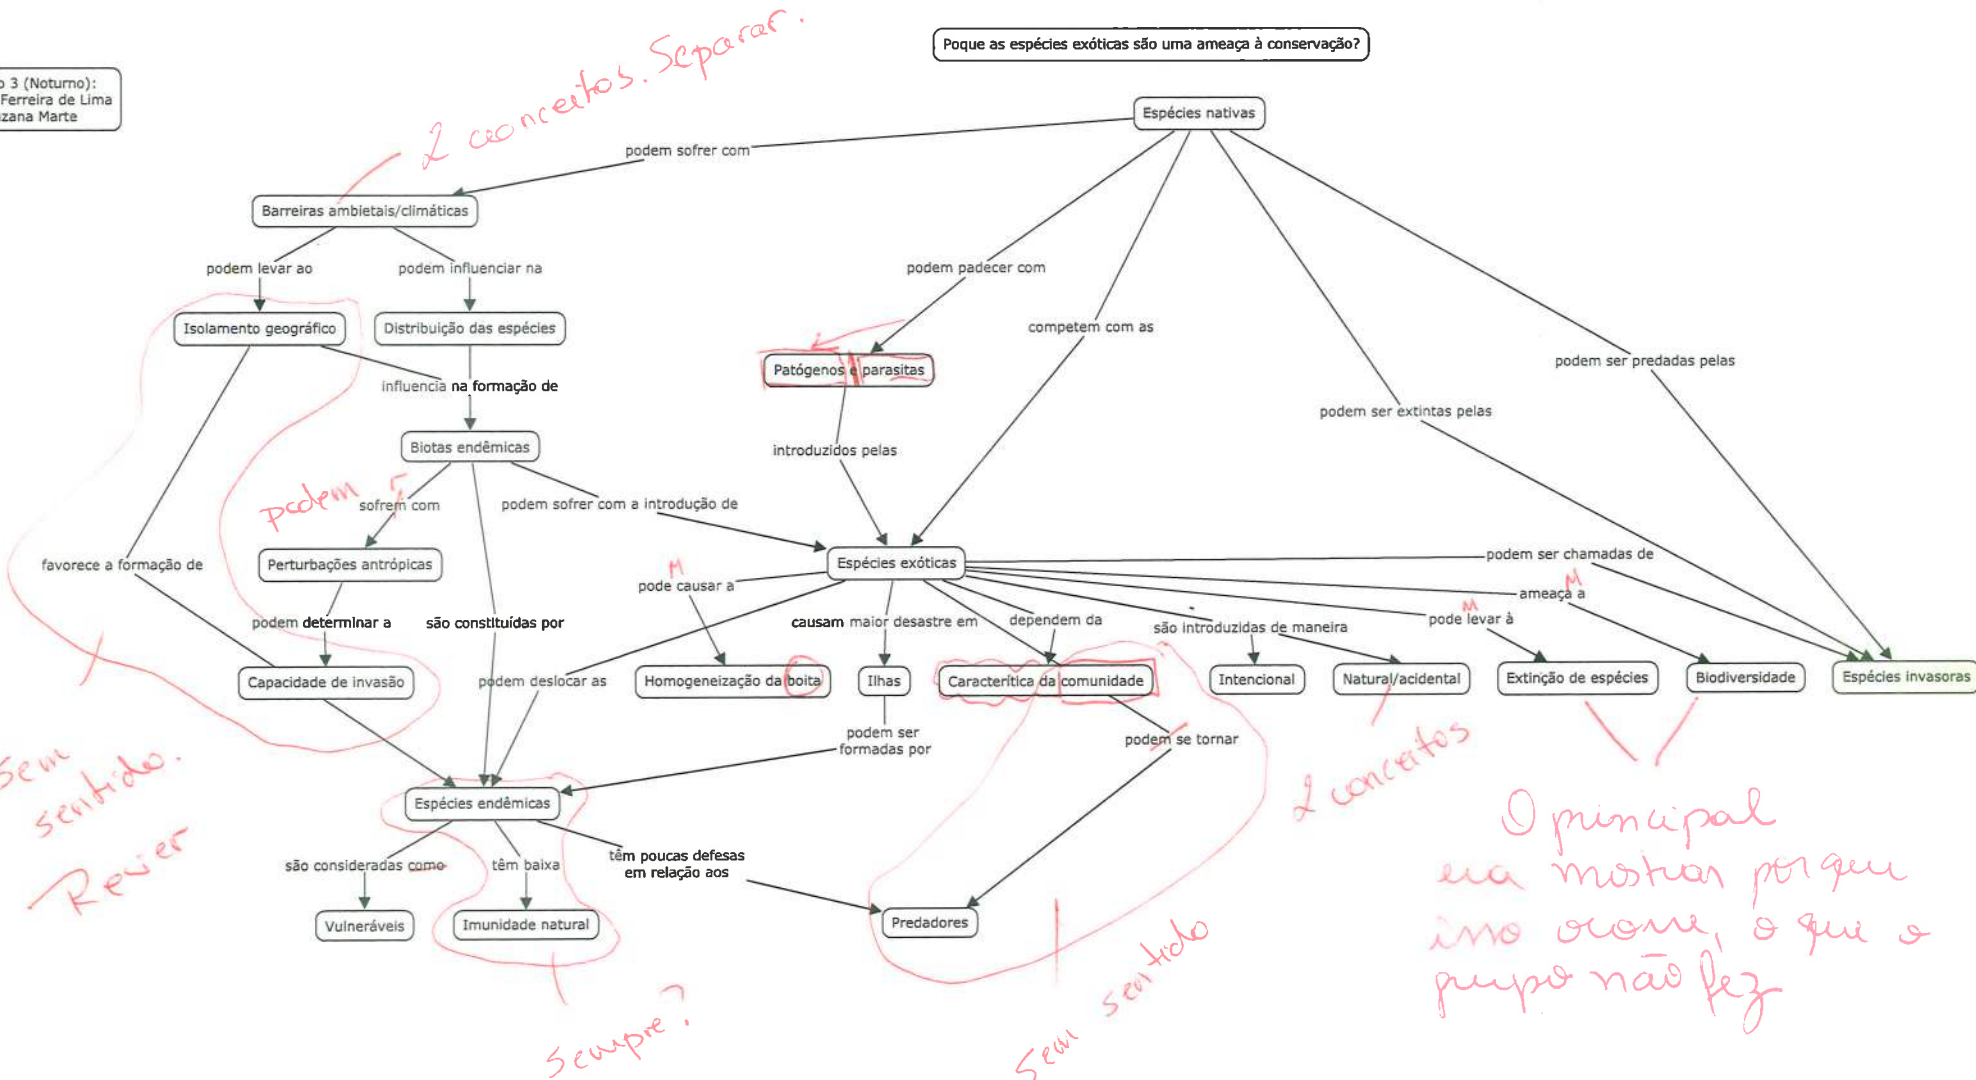 Poque as espécies exóticas são uma ameaça à conservação?
o 3 (Noturno):
Ferreira de Lima
zana Marte
2 conceitos. Separar.
Espécies nativas
podem sofrer com
Barreiras ambietais/climáticas
podem levar ao
podem influenciar na
podem padecer com
Isolamento geográfico
Distribuição das espécies
competem com as
podem ser predadas pelas
Patógenos e parasitas
influencia na formação de
podem ser extintas pelas
Biotas endêmicas
introduzidos pelas
podem
sofrem com
podem sofrer com a introdução de
favorece a formação de
Perturbações antrópicas
Espécies exóticas
podem ser chamadas de
M
pode causar a
M
ameaça a
M
pode levar à
podem determinar a
são constituídas por
causam maior desastre em
dependem da
são introduzidas de maneira
Capacidade de invasão
podem deslocar as
Homogeneização da boita
Ilhas
Caracterítica da comunidade
Intencional
Natural/acidental
Extinção de espécies
Biodiversidade
Espécies invasoras
podem ser
formadas por
podem se tornar
2 conceitos
Sem
sentido.
Revier
Espécies endêmicas
são consideradas como
têm baixa
têm poucas defesas
em relação aos
Vulneráveis
Imunidade natural
Predadores
O principal
era mostrar porque
isso ocorre, o que o
grupo não fez
Sempre?
Sem sentido